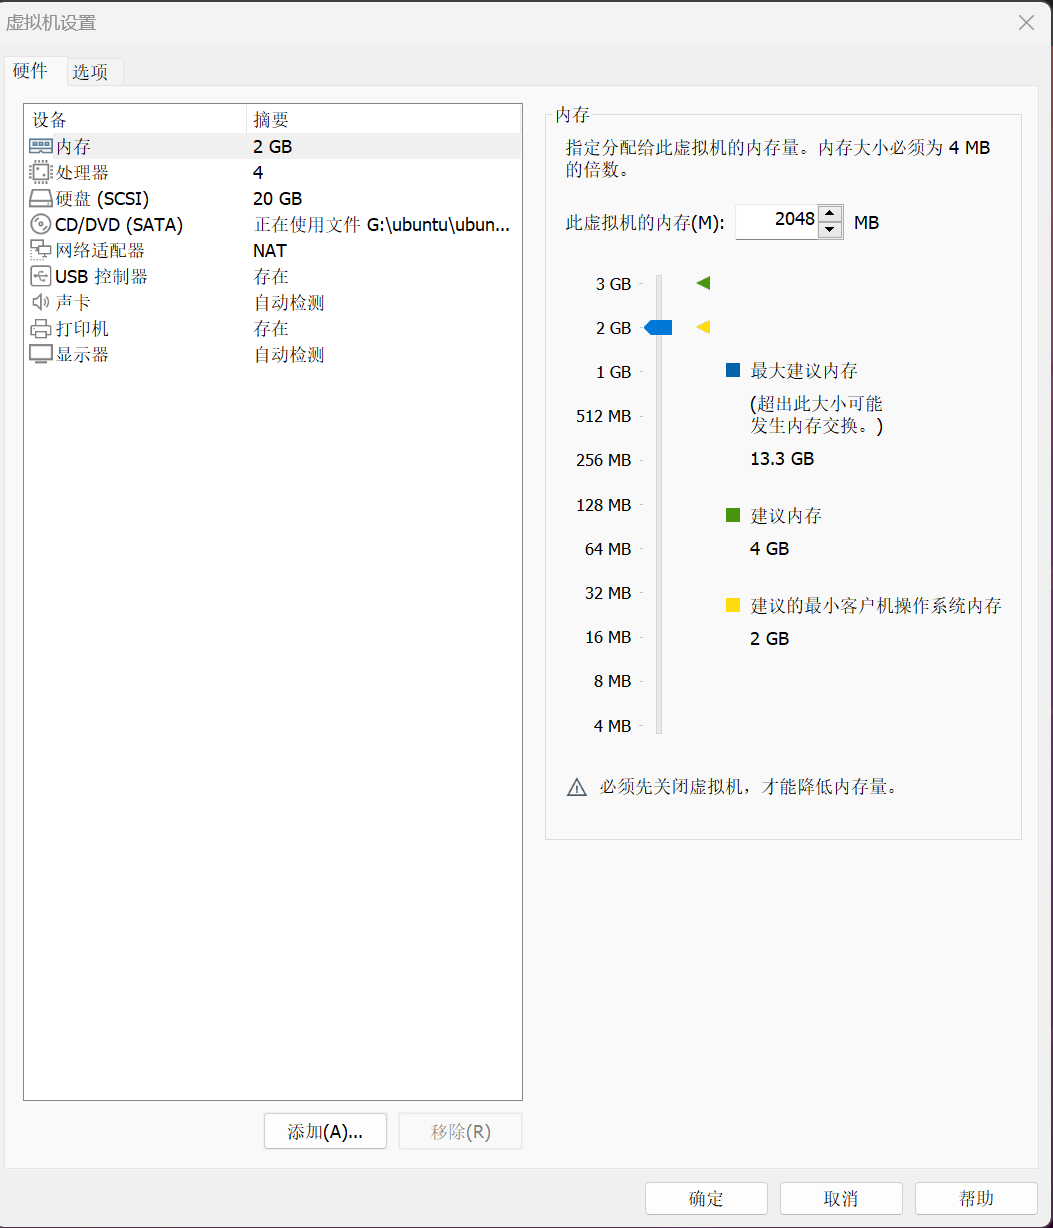 虚拟机设置
硬件 选项
设备 摘要
内存 2 GB
处理器 4
硬盘 (SCSI) 20 GB
CD/DVD (SATA) 正在使用文件 G:\ubuntu\ubun...
网络适配器 NAT
USB 控制器 存在
声卡 自动检测
打印机 存在
显示器 自动检测
添加(A)... 移除(R)
内存
指定分配给此虚拟机的内存量。内存大小必须为 4 MB
的倍数。
此虚拟机的内存(M): 2048 MB
3 GB
2 GB
1 GB
512 MB
256 MB
128 MB
64 MB
32 MB
16 MB
8 MB
4 MB
最大建议内存
(超出此大小可能
发生内存交换。)
13.3 GB
建议内存
4 GB
建议的最小客户机操作系统内存
2 GB
必须先关闭虚拟机，才能降低内存量。
确定 取消 帮助